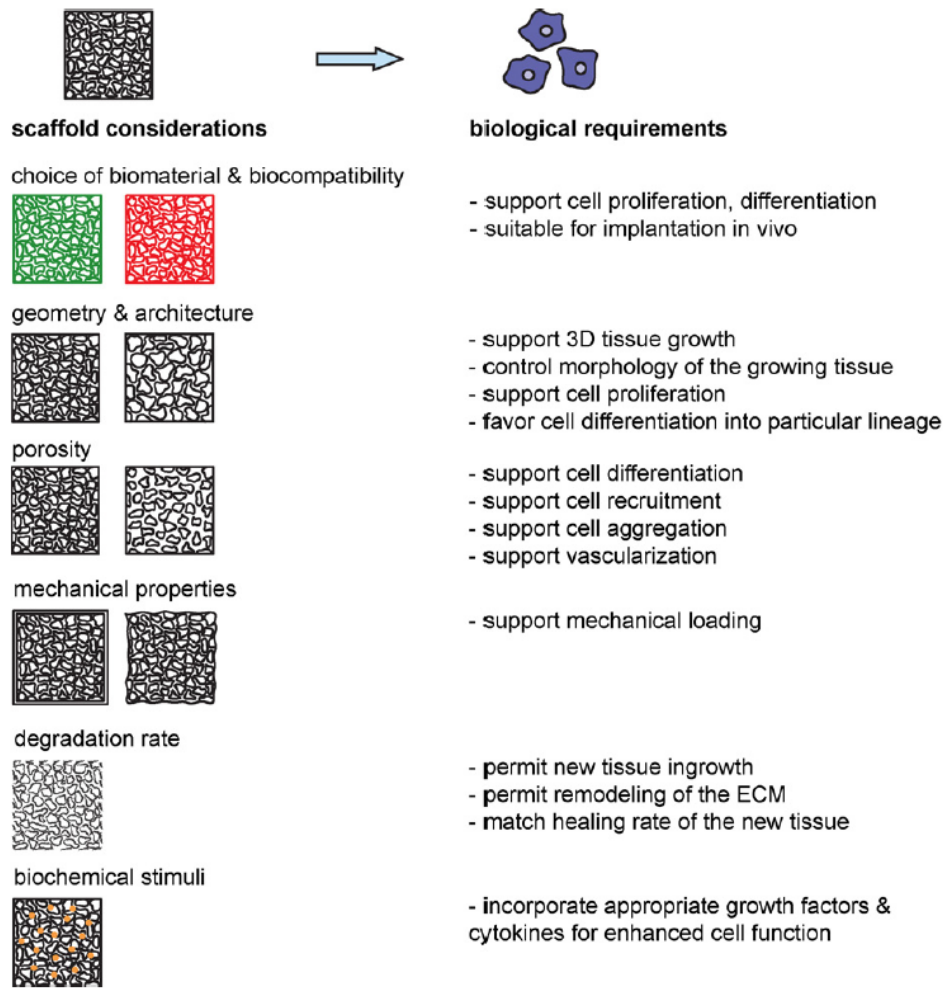 scaffold considerations
biological requirements
choice of biomaterial & biocompatibility
- support cell proliferation, differentiation
- suitable for implantation in vivo
geometry & architecture
- support 3D tissue growth
- control morphology of the growing tissue
- support cell proliferation
- favor cell differentiation into particular lineage
porosity
- support cell differentiation
- support cell recruitment
- support cell aggregation
- support vascularization
mechanical properties
- support mechanical loading
degradation rate
- permit new tissue ingrowth
- permit remodeling of the ECM
- match healing rate of the new tissue
biochemical stimuli
- incorporate appropriate growth factors &
cytokines for enhanced cell function